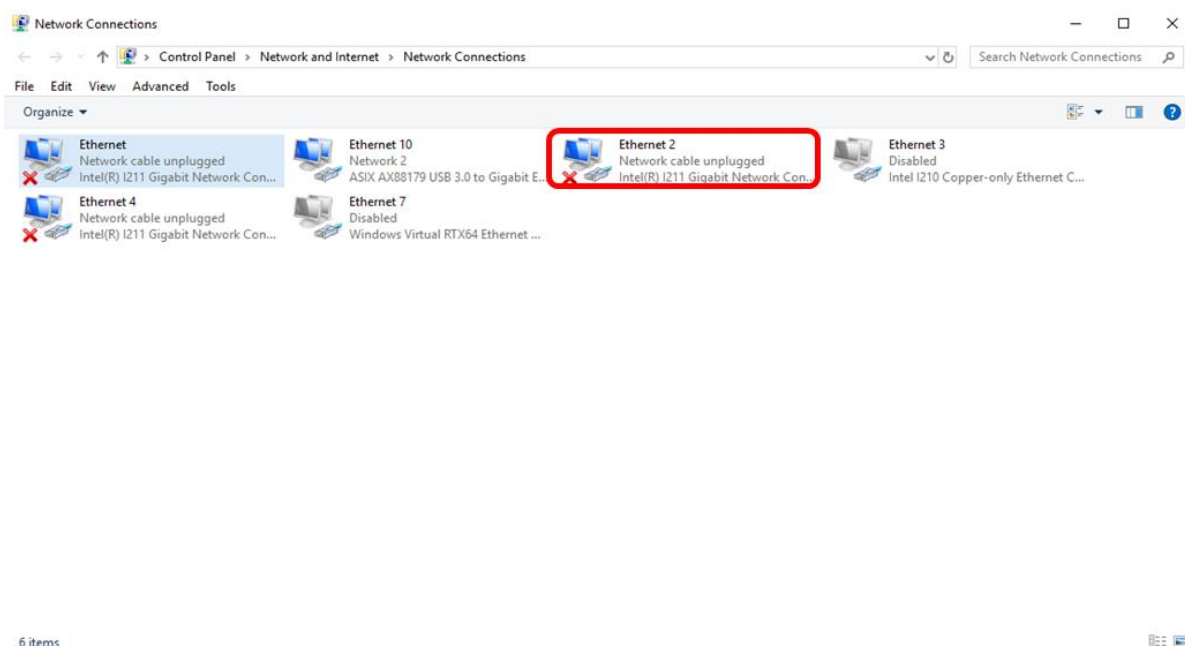 Network Connections
Control Panel > Network and Internet > Network Connections
Search Network Connections
File Edit View Advanced Tools
Organize
Ethernet
Network cable unplugged
Intel(R) I211 Gigabit Network Con...
Ethernet 10
Network 2
ASIX AX88179 USB 3.0 to Gigabit E...
Ethernet 2
Network cable unplugged
Intel(R) I211 Gigabit Network Con...
Ethernet 3
Disabled
Intel I210 Copper-only Ethernet C...
Ethernet 4
Network cable unplugged
Intel(R) I211 Gigabit Network Con...
Ethernet 7
Disabled
Windows Virtual RTX64 Ethernet ...
6 items